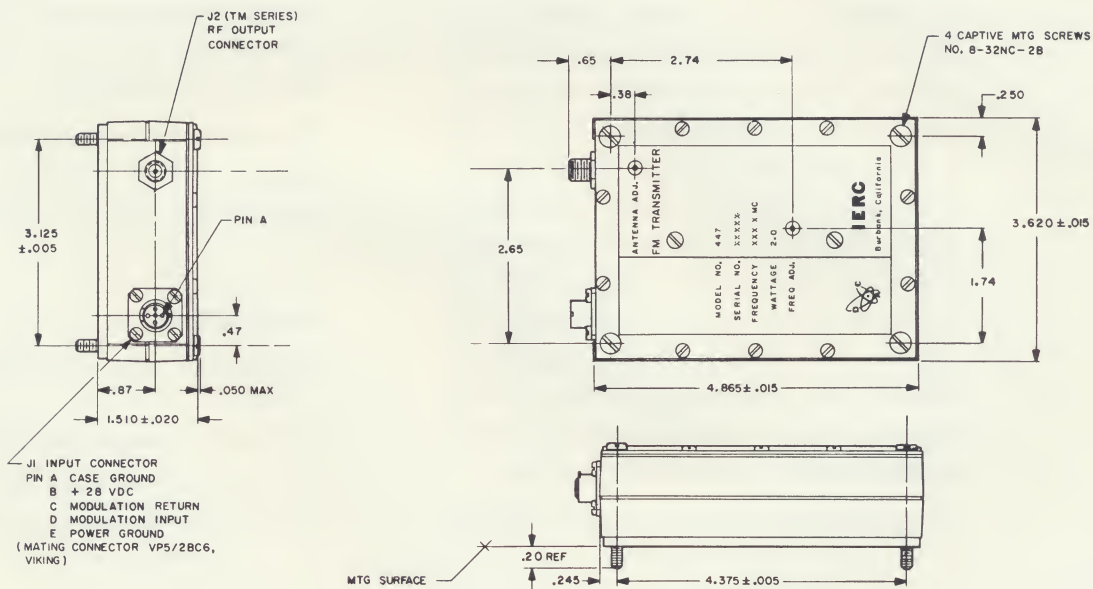 J2 (TM SERIES)
RF OUTPUT
CONNECTOR
PIN A
3.125
±.005
.47
.87
.050 MAX
1.510±.020
J1 INPUT CONNECTOR
PIN A CASE GROUND
B + 28 VDC
C MODULATION RETURN
D MODULATION INPUT
E POWER GROUND
(MATING CONNECTOR VP5/2BC6,
VIKING)
4 CAPTIVE MTG SCREWS
NO. 8-32NC-2B
.65
2.74
.38
.250
2.65
3.620±.015
1.74
4.865±.015
ANTENNA ADJ.
FM TRANSMITTER
MODEL NO. 447
SERIAL NO. XXXXX
FREQUENCY XXX X MC
WATTAGE 2.0
FREQ ADJ.
IERC
Burbank, California
.20 REF
MTG SURFACE
.245
4.375±.005